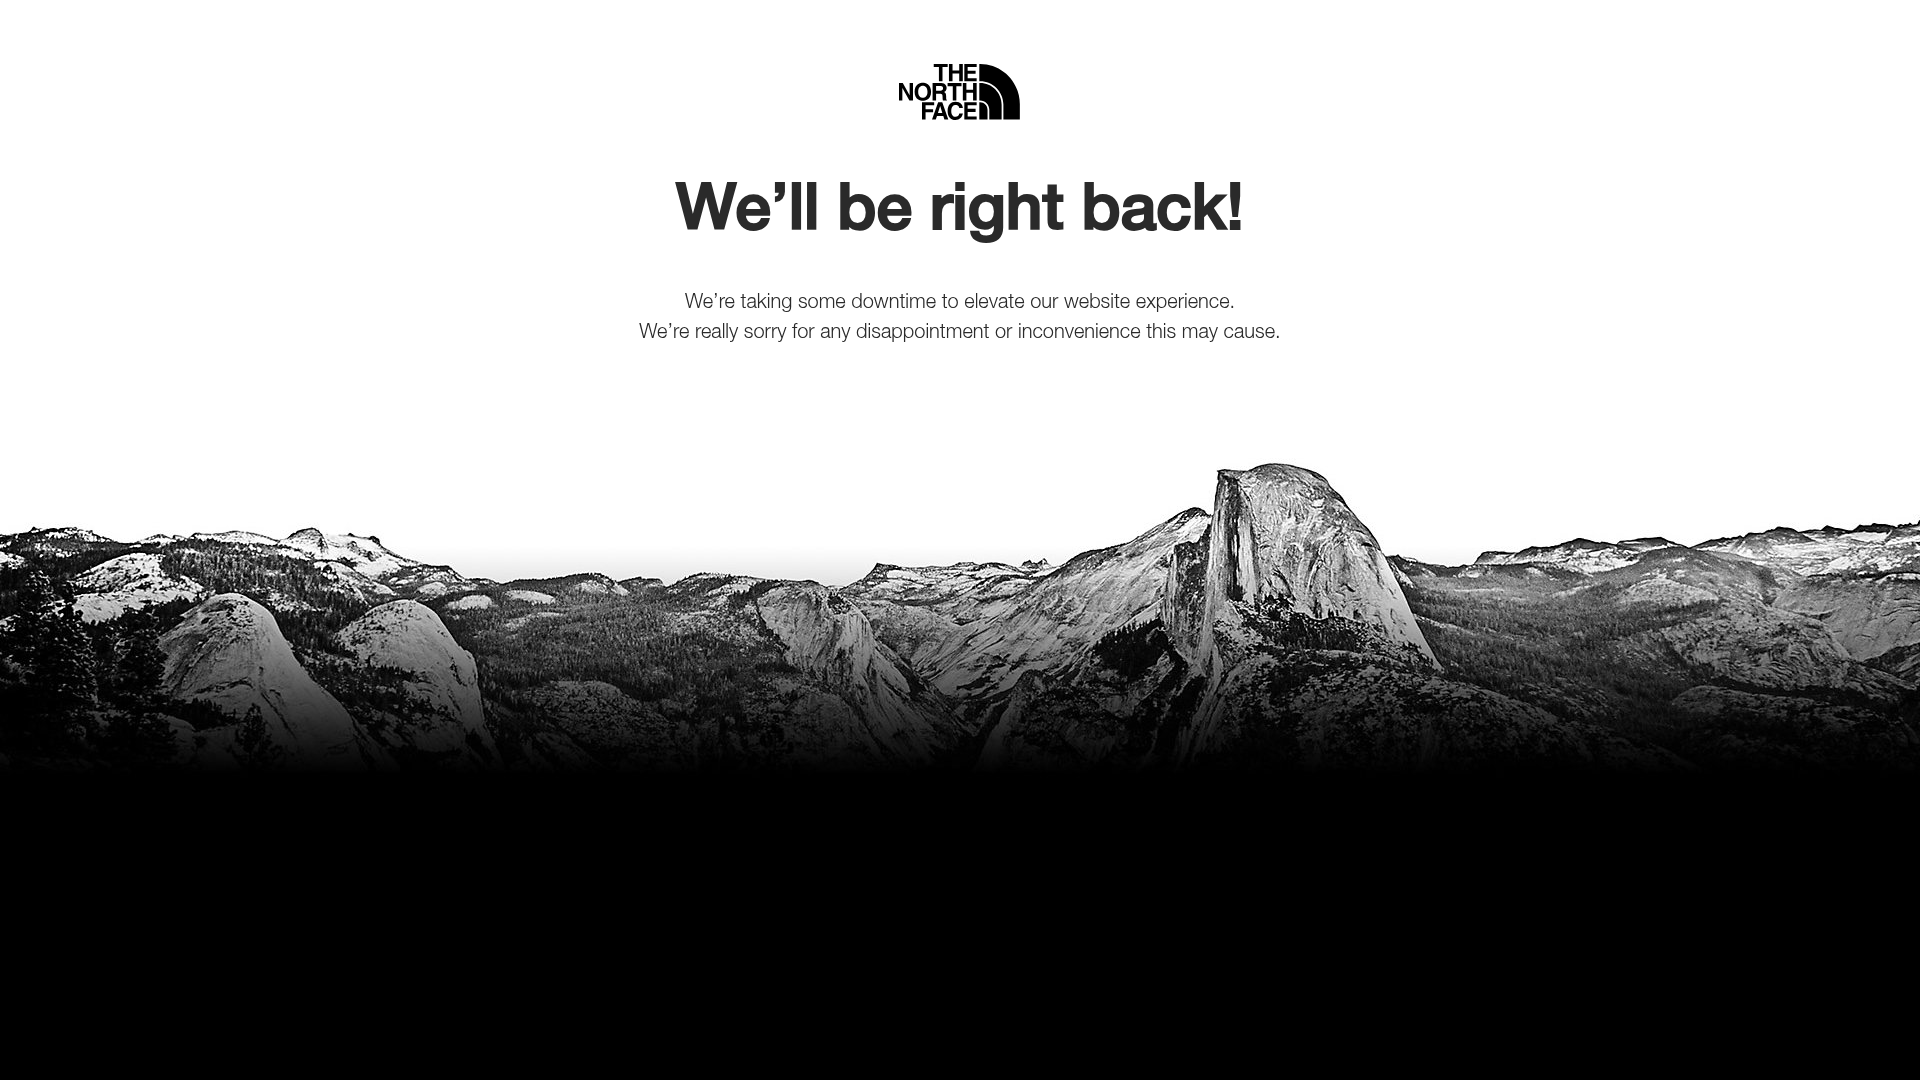 THE
NORTH
FACE
We’ll be right back!
We’re taking some downtime to elevate our website experience.
We’re really sorry for any disappointment or inconvenience this may cause.